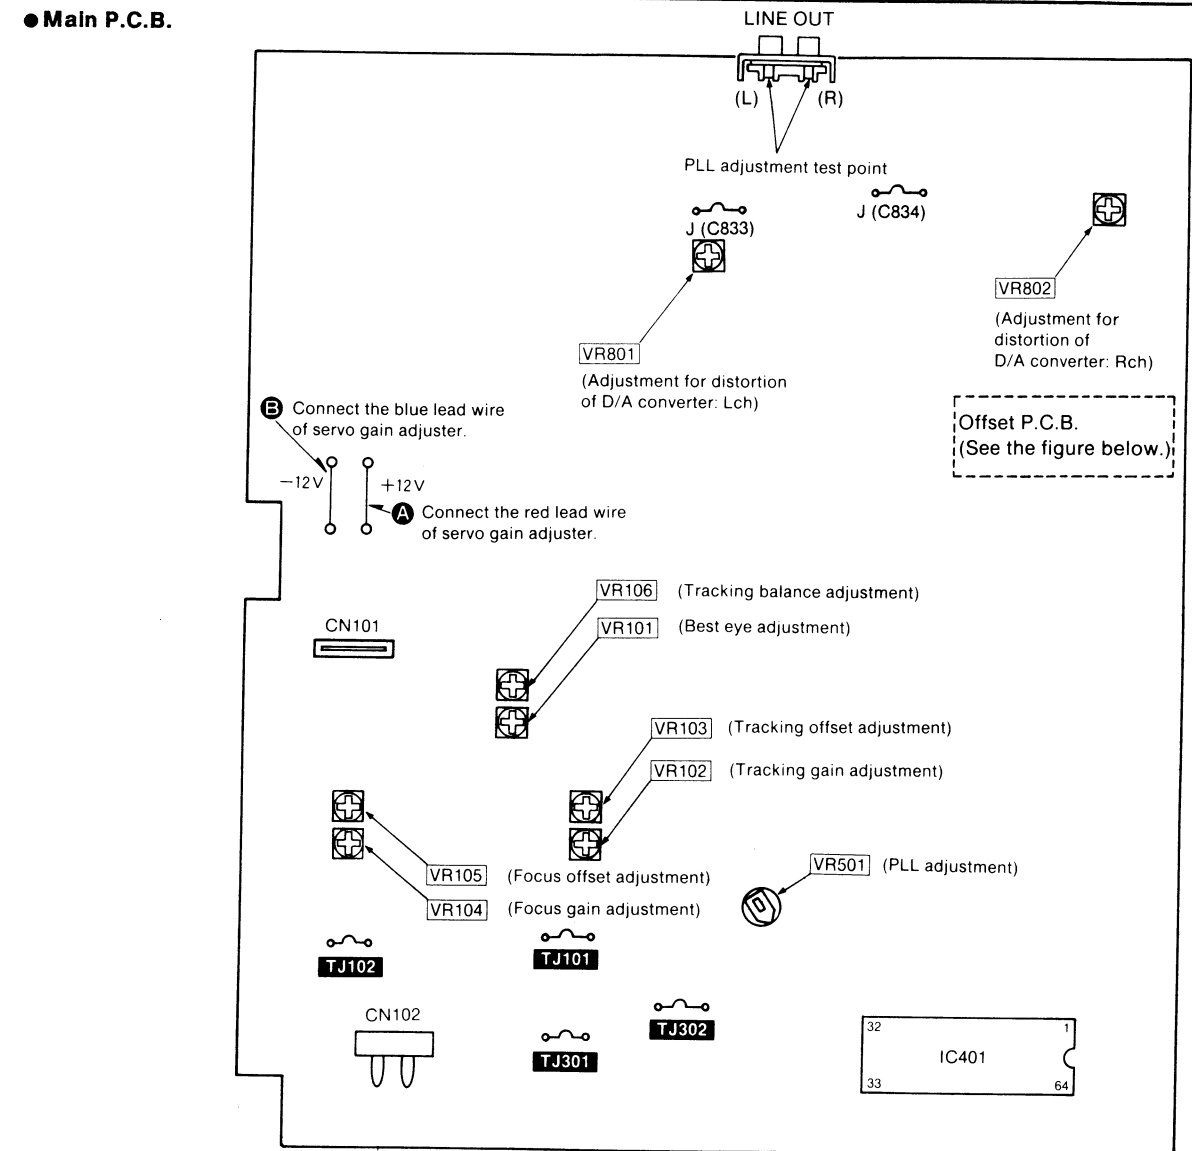 ● Main P.C.B.
LINE OUT
(L)
(R)
PLL adjustment test point
J (C833)
J (C834)
VR802
(Adjustment for
distortion of
D/A converter: Rch)
VR801
(Adjustment for distortion
of D/A converter: Lch)
Offset P.C.B.
(See the figure below.)
B Connect the blue lead wire
of servo gain adjuster.
−12V
+12V
A Connect the red lead wire
of servo gain adjuster.
VR106 (Tracking balance adjustment)
VR101 (Best eye adjustment)
CN101
VR103 (Tracking offset adjustment)
VR102 (Tracking gain adjustment)
VR501 (PLL adjustment)
VR105 (Focus offset adjustment)
VR104 (Focus gain adjustment)
TJ102
TJ101
CN102
TJ302
TJ301
32
1
IC401
33
64